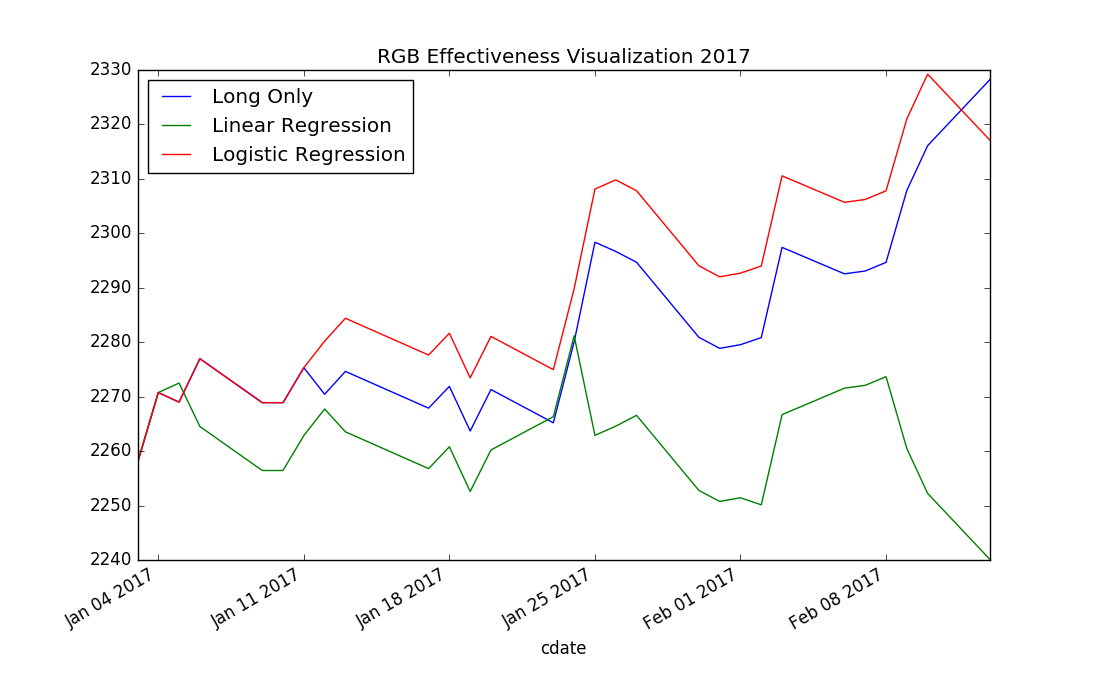 RGB Effectiveness Visualization 2017
2330
2320
2310
2300
2290
2280
2270
2260
2250
2240
Long Only
Linear Regression
Logistic Regression
Jan 04 2017
Jan 11 2017
Jan 18 2017
Jan 25 2017
Feb 01 2017
Feb 08 2017
cdate